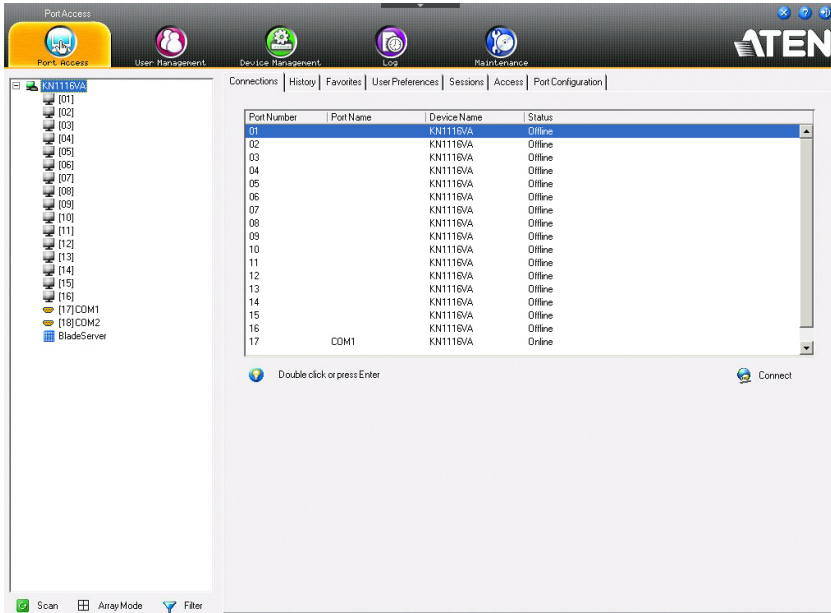 Port Access
Port Access
User Management
Device Management
Log
Maintenance
ATEN
KN1116VA
[01]
[02]
[03]
[04]
[05]
[06]
[07]
[08]
[09]
[10]
[11]
[12]
[13]
[14]
[15]
[16]
[17]COM1
[18]COM2
BladeServer
Scan
Array Mode
Filter
Connections History Favorites User Preferences Sessions Access Port Configuration
Port Number Port Name Device Name Status
01 KN1116VA Offline
02 KN1116VA Offline
03 KN1116VA Offline
04 KN1116VA Offline
05 KN1116VA Offline
06 KN1116VA Offline
07 KN1116VA Offline
08 KN1116VA Offline
09 KN1116VA Offline
10 KN1116VA Offline
11 KN1116VA Offline
12 KN1116VA Offline
13 KN1116VA Offline
14 KN1116VA Offline
15 KN1116VA Offline
16 KN1116VA Offline
17 COM1 KN1116VA Online
Double click or press Enter
Connect